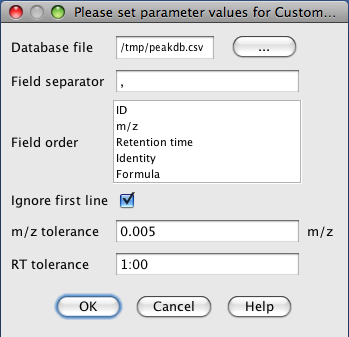 Please set parameter values for Custom...
Database file /tmp/peakdb.csv ...
Field separator ,
Field order
ID
m/z
Retention time
Identity
Formula
Ignore first line
m/z tolerance 0.005 m/z
RT tolerance 1:00
OK Cancel Help